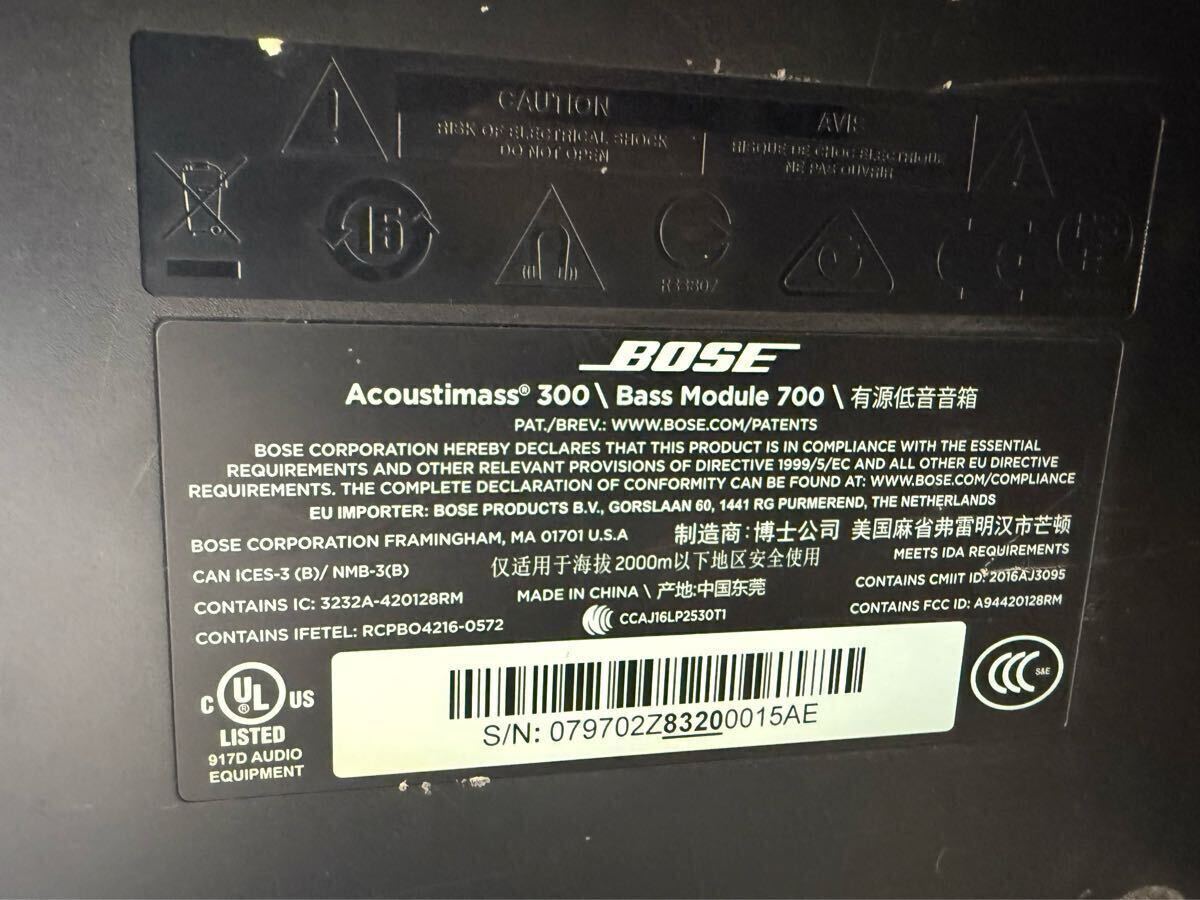 CAUTION
RISK OF ELECTRICAL SHOCK
DO NOT OPEN
AVIS
RISQUE DE CHOC ELECTRIQUE
NE PAS OUVRIR
15
BOSE
Acoustimass® 300 \ Bass Module 700 \ 有源低音音箱
PAT./BREV.: WWW.BOSE.COM/PATENTS
BOSE CORPORATION HEREBY DECLARES THAT THIS PRODUCT IS IN COMPLIANCE WITH THE ESSENTIAL
REQUIREMENTS AND OTHER RELEVANT PROVISIONS OF DIRECTIVE 1999/5/EC AND ALL OTHER EU DIRECTIVE
REQUIREMENTS. THE COMPLETE DECLARATION OF CONFORMITY CAN BE FOUND AT: WWW.BOSE.COM/COMPLIANCE
EU IMPORTER: BOSE PRODUCTS B.V., GORSLAAN 60, 1441 RG PURMEREND, THE NETHERLANDS
BOSE CORPORATION FRAMINGHAM, MA 01701 U.S.A
制造商:博士公司 美国麻省弗雷明汉市芒顿
CAN ICES-3 (B)/ NMB-3(B)
仅适用于海拔2000m以下地区安全使用
MEETS IDA REQUIREMENTS
CONTAINS IC: 3232A-420128RM
MADE IN CHINA \ 产地:中国东莞
CONTAINS CMIIT ID: 2016AJ3095
CONTAINS IFETEL: RCPBO4216-0572
CCAJ16LP2530T1
CONTAINS FCC ID: A94420128RM
C UL® US
LISTED
917D AUDIO
EQUIPMENT
S/N: 079702Z83200015AE
CCC S&E